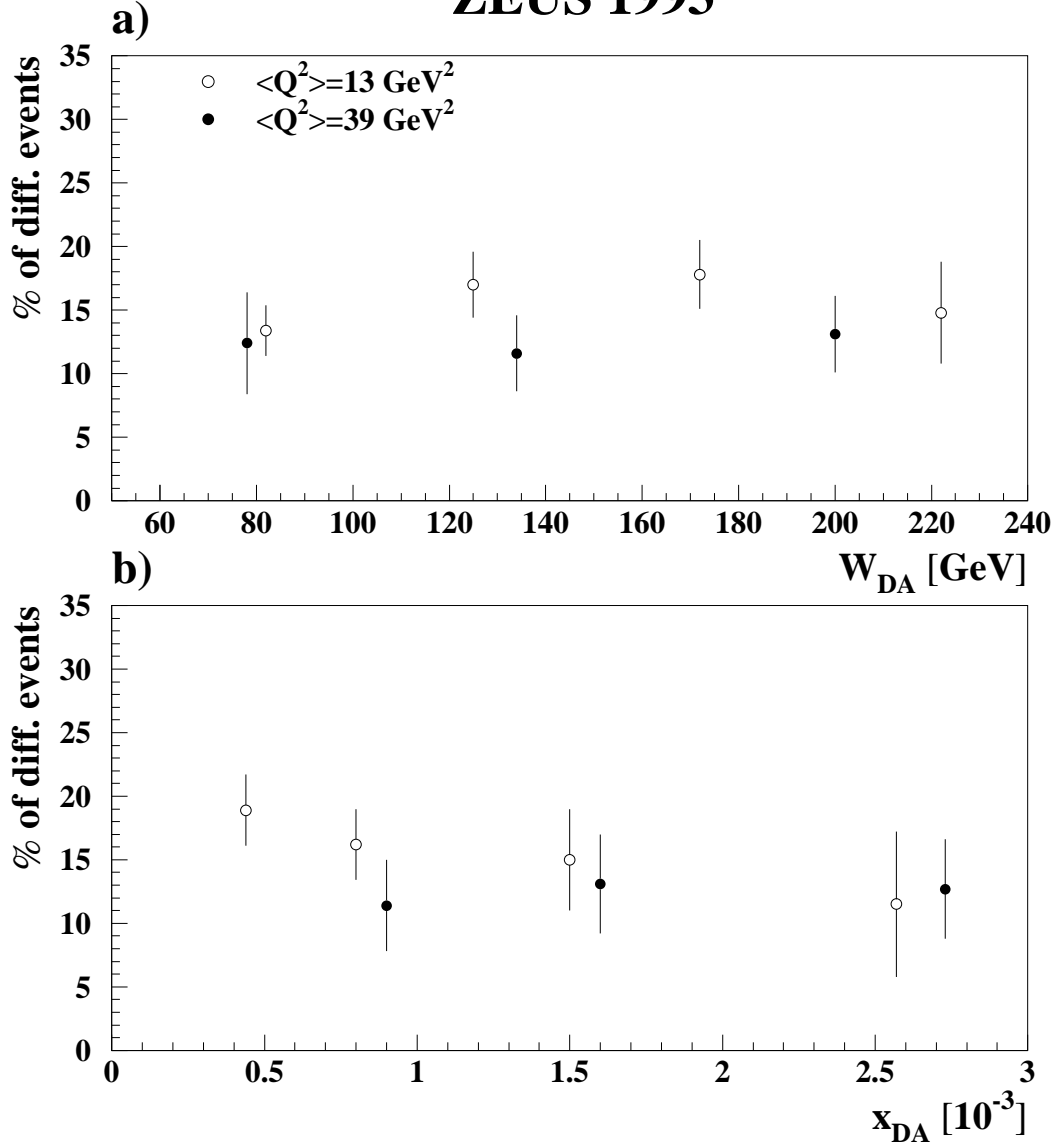 ZEUS 1995
a)
% of diff. events
35
30
25
20
15
10
5
0
<Q²>=13 GeV²
<Q²>=39 GeV²
60 80 100 120 140 160 180 200 220 240
W_DA [GeV]
b)
% of diff. events
35
30
25
20
15
10
5
0
0 0.5 1 1.5 2 2.5 3
x_DA [10⁻³]